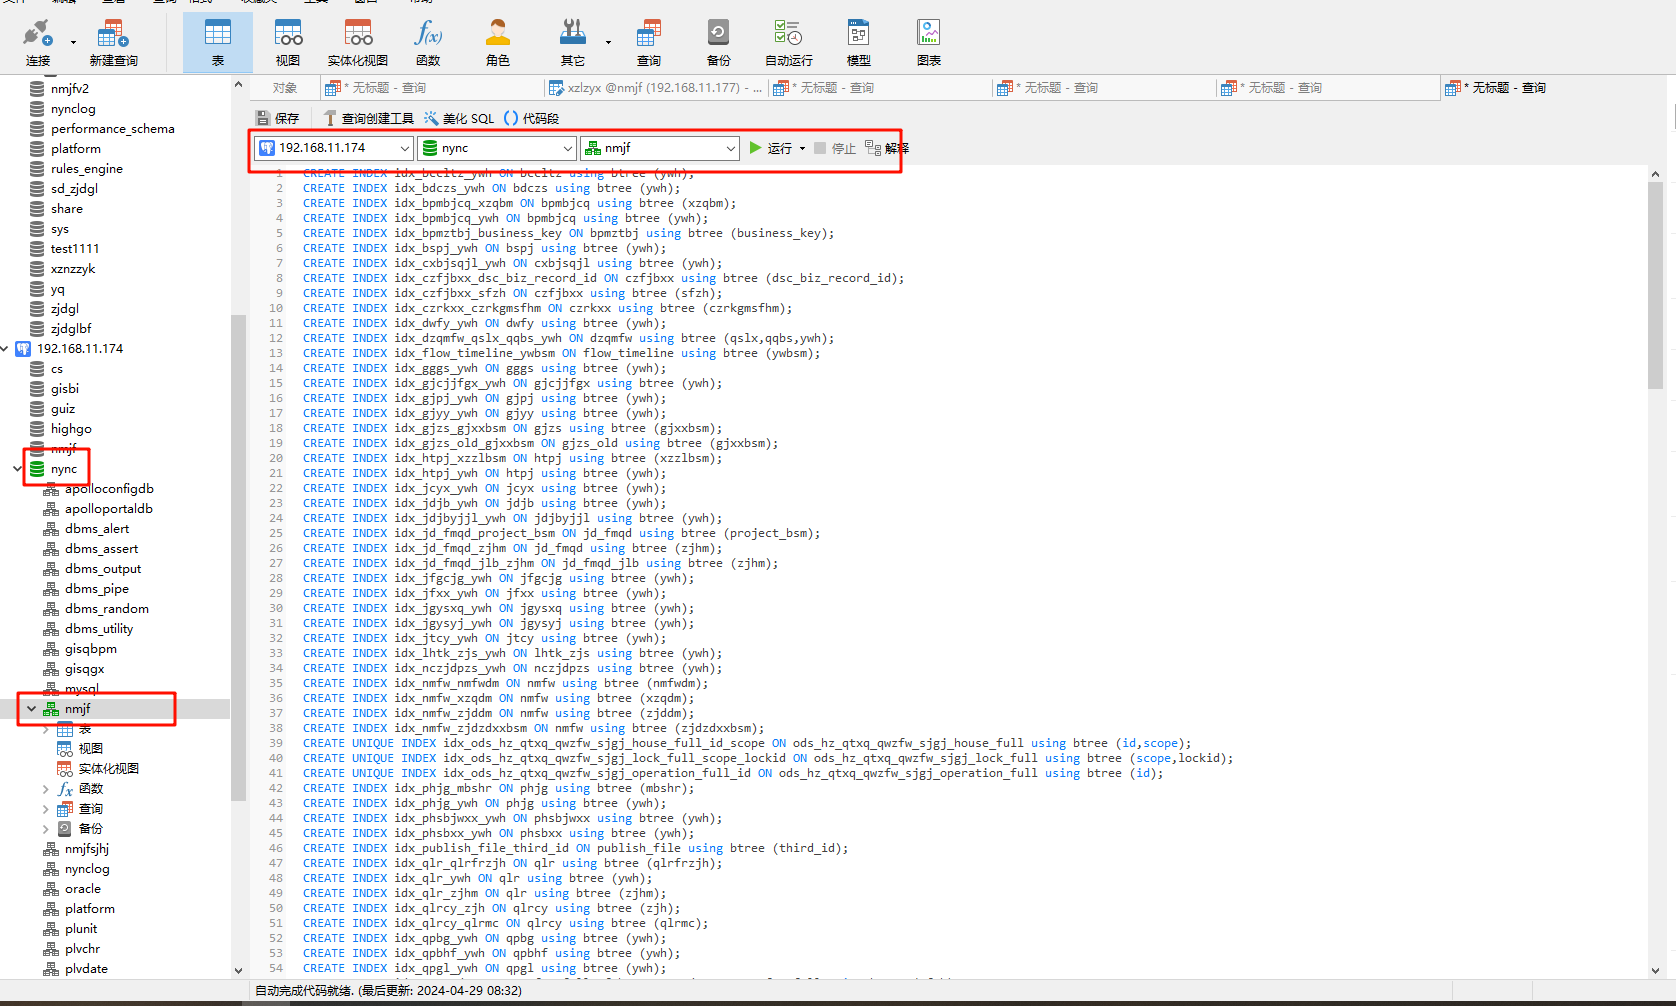 连接
新建查询
表
视图
实体化视图
函数
角色
其它
查询
备份
自动运行
模型
图表
nmjfv2
nynclog
performance_schema
platform
rules_engine
sd_zjdgl
share
sys
test1111
xznzzyk
yq
zjdgl
zjdglbf
192.168.11.174
cs
gisbi
guiz
highgo
nmjf
nync
apolloconfigdb
apolloportaldb
dbms_alert
dbms_assert
dbms_output
dbms_pipe
dbms_random
dbms_utility
gisqbpm
gisqgx
mysql
nmjf
表
视图
实体化视图
函数
查询
备份
nmjfsjhj
nynclog
oracle
platform
plunit
plvchr
plvdate
对象
* 无标题 - 查询
xzlzyx @nmjf (192.168.11.177) - ...
* 无标题 - 查询
* 无标题 - 查询
* 无标题 - 查询
* 无标题 - 查询
保存 查询创建工具 美化 SQL () 代码段
192.168.11.174 nync nmjf 运行 停止 解释
1 CREATE INDEX idx_bccltz_ywh ON bccltz using btree (ywh);
2 CREATE INDEX idx_bdczs_ywh ON bdczs using btree (ywh);
3 CREATE INDEX idx_bpmbjcq_xzqbm ON bpmbjcq using btree (xzqbm);
4 CREATE INDEX idx_bpmbjcq_ywh ON bpmbjcq using btree (ywh);
5 CREATE INDEX idx_bpmztbj_business_key ON bpmztbj using btree (business_key);
6 CREATE INDEX idx_bspj_ywh ON bspj using btree (ywh);
7 CREATE INDEX idx_cxbjsqjl_ywh ON cxbjsqjl using btree (ywh);
8 CREATE INDEX idx_czfjbxx_dsc_biz_record_id ON czfjbxx using btree (dsc_biz_record_id);
9 CREATE INDEX idx_czfjbxx_sfzh ON czfjbxx using btree (sfzh);
10 CREATE INDEX idx_czrkxx_czrkgmsfhm ON czrkxx using btree (czrkgmsfhm);
11 CREATE INDEX idx_dwfy_ywh ON dwfy using btree (ywh);
12 CREATE INDEX idx_dzqmfw_qslx_qqbs_ywh ON dzqmfw using btree (qslx,qqbs,ywh);
13 CREATE INDEX idx_flow_timeline_ywbsm ON flow_timeline using btree (ywbsm);
14 CREATE INDEX idx_gggs_ywh ON gggs using btree (ywh);
15 CREATE INDEX idx_gjcjjfgx_ywh ON gjcjjfgx using btree (ywh);
16 CREATE INDEX idx_gjpj_ywh ON gjpj using btree (ywh);
17 CREATE INDEX idx_gjyy_ywh ON gjyy using btree (ywh);
18 CREATE INDEX idx_gjzs_gjxxbsm ON gjzs using btree (gjxxbsm);
19 CREATE INDEX idx_gjzs_old_gjxxbsm ON gjzs_old using btree (gjxxbsm);
20 CREATE INDEX idx_htpj_xzzlbsm ON htpj using btree (xzzlbsm);
21 CREATE INDEX idx_htpj_ywh ON htpj using btree (ywh);
22 CREATE INDEX idx_jcyx_ywh ON jcyx using btree (ywh);
23 CREATE INDEX idx_jdjb_ywh ON jdjb using btree (ywh);
24 CREATE INDEX idx_jdjbyjjl_ywh ON jdjbyjjl using btree (ywh);
25 CREATE INDEX idx_jd_fmqd_project_bsm ON jd_fmqd using btree (project_bsm);
26 CREATE INDEX idx_jd_fmqd_zjhm ON jd_fmqd using btree (zjhm);
27 CREATE INDEX idx_jd_fmqd_jlb_zjhm ON jd_fmqd_jlb using btree (zjhm);
28 CREATE INDEX idx_jfgcjg_ywh ON jfgcjg using btree (ywh);
29 CREATE INDEX idx_jfxx_ywh ON jfxx using btree (ywh);
30 CREATE INDEX idx_jgysxq_ywh ON jgysxq using btree (ywh);
31 CREATE INDEX idx_jgysyj_ywh ON jgysyj using btree (ywh);
32 CREATE INDEX idx_jtcy_ywh ON jtcy using btree (ywh);
33 CREATE INDEX idx_lhtk_zjs_ywh ON lhtk_zjs using btree (ywh);
34 CREATE INDEX idx_nczjdpzs_ywh ON nczjdpzs using btree (ywh);
35 CREATE INDEX idx_nmfw_nmfwdm ON nmfw using btree (nmfwdm);
36 CREATE INDEX idx_nmfw_xzqdm ON nmfw using btree (xzqdm);
37 CREATE INDEX idx_nmfw_zjddm ON nmfw using btree (zjddm);
38 CREATE INDEX idx_nmfw_zjdzdxxbsm ON nmfw using btree (zjdzdxxbsm);
39 CREATE UNIQUE INDEX idx_ods_hz_qtxq_qwzfw_sjgj_house_full_id_scope ON ods_hz_qtxq_qwzfw_sjgj_house_full using btree (id,scope);
40 CREATE UNIQUE INDEX idx_ods_hz_qtxq_qwzfw_sjgj_lock_full_scope_lockid ON ods_hz_qtxq_qwzfw_sjgj_lock_full using btree (scope,lockid);
41 CREATE UNIQUE INDEX idx_ods_hz_qtxq_qwzfw_sjgj_operation_full_id ON ods_hz_qtxq_qwzfw_sjgj_operation_full using btree (id);
42 CREATE INDEX idx_phjg_mbshr ON phjg using btree (mbshr);
43 CREATE INDEX idx_phjg_ywh ON phjg using btree (ywh);
44 CREATE INDEX idx_phsbjwxx_ywh ON phsbjwxx using btree (ywh);
45 CREATE INDEX idx_phsbxx_ywh ON phsbxx using btree (ywh);
46 CREATE INDEX idx_publish_file_third_id ON publish_file using btree (third_id);
47 CREATE INDEX idx_qlr_qlrfrzjh ON qlr using btree (qlrfrzjh);
48 CREATE INDEX idx_qlr_ywh ON qlr using btree (ywh);
49 CREATE INDEX idx_qlr_zjhm ON qlr using btree (zjhm);
50 CREATE INDEX idx_qlrcy_zjh ON qlrcy using btree (zjh);
51 CREATE INDEX idx_qlrcy_qlrmc ON qlrcy using btree (qlrmc);
52 CREATE INDEX idx_qpbg_ywh ON qpbg using btree (ywh);
53 CREATE INDEX idx_qpbhf_ywh ON qpbhf using btree (ywh);
54 CREATE INDEX idx_qpgl_ywh ON qpgl using btree (ywh);
自动完成代码就绪. (最后更新: 2024-04-29 08:32)